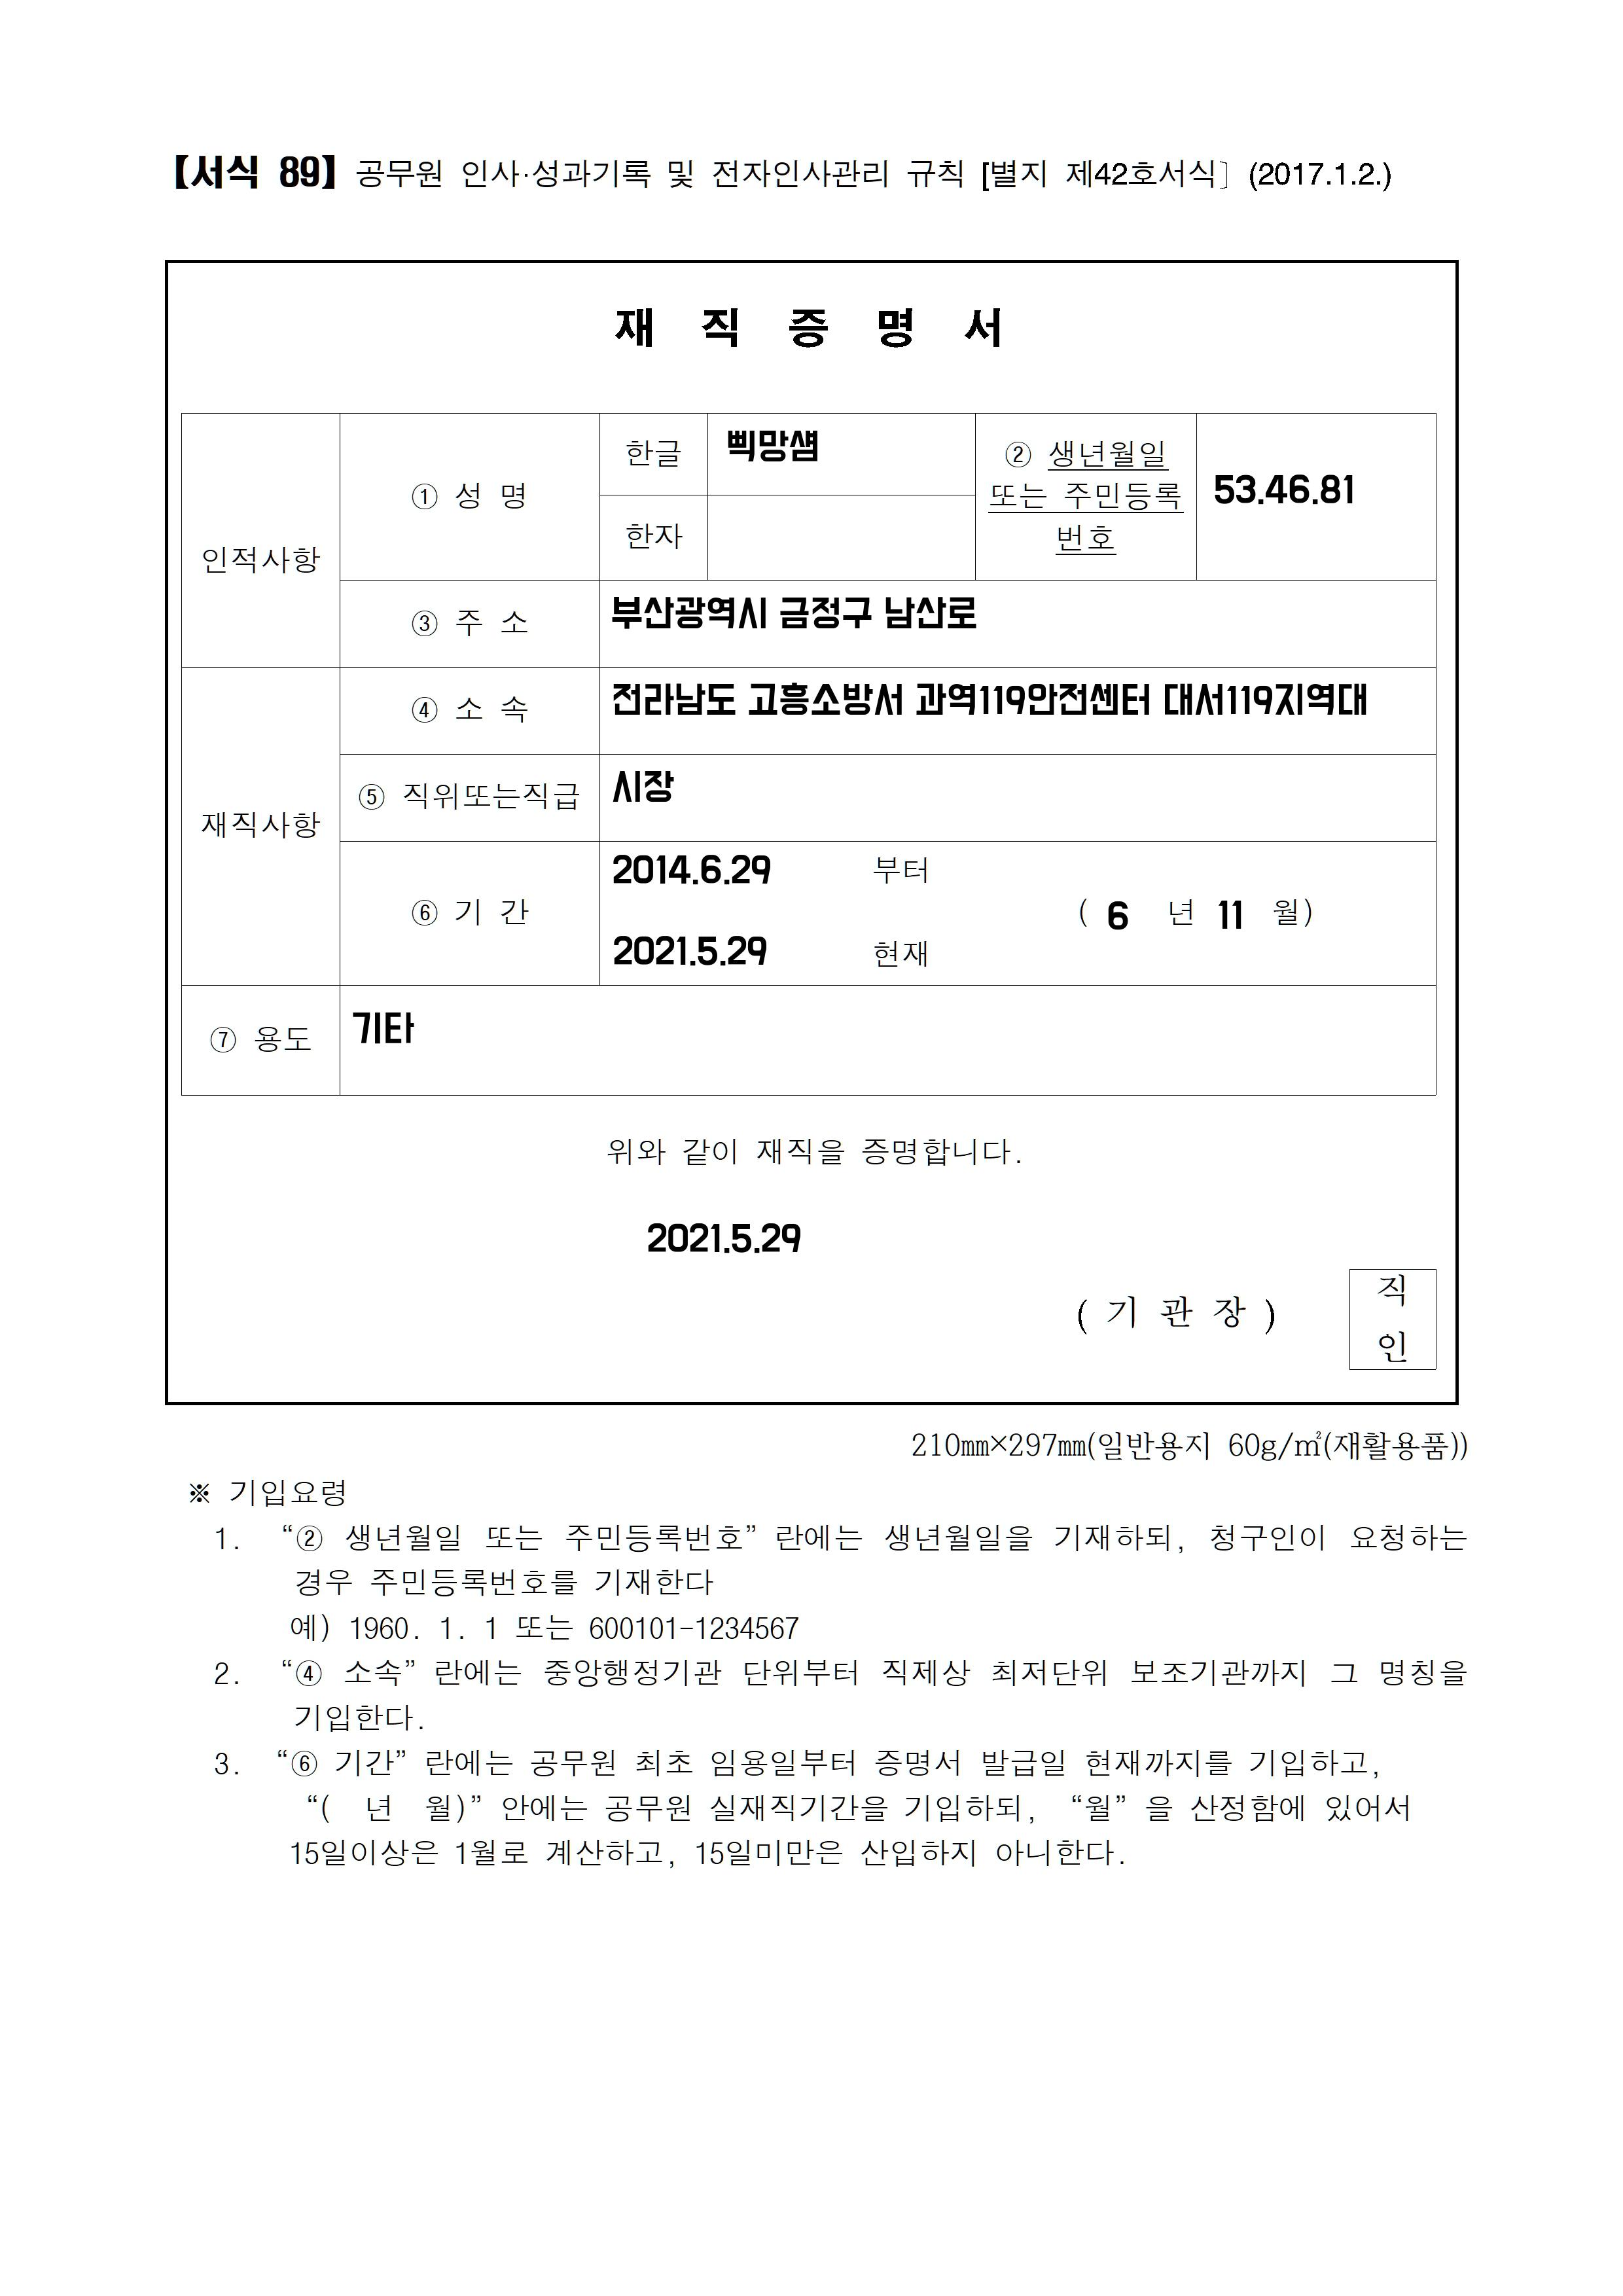 【서식 89】 공무원 인사·성과기록 및 전자인사관리 규칙 [별지 제42호서식〕 (2017.1.2.)
재 직 증 명 서
인적사항
① 성 명
한글
삑망섐
한자
② 생년월일
또는 주민등록
번호
53.46.81
③ 주 소
부산광역시 금정구 남산로
재직사항
④ 소 속
전라남도 고흥소방서 과역119안전센터 대서119지역대
⑤ 직위또는직급
시장
⑥ 기 간
2014.6.29 부터
2021.5.29 현재
( 6 년 11 월)
⑦ 용도
기타
위와 같이 재직을 증명합니다.
2021.5.29
( 기 관 장 )
직
인
210㎜×297㎜(일반용지 60g/㎡(재활용품))
※ 기입요령
1. “② 생년월일 또는 주민등록번호” 란에는 생년월일을 기재하되, 청구인이 요청하는
경우 주민등록번호를 기재한다
예) 1960. 1. 1 또는 600101-1234567
2. “④ 소속” 란에는 중앙행정기관 단위부터 직제상 최저단위 보조기관까지 그 명칭을
기입한다.
3. “⑥ 기간” 란에는 공무원 최초 임용일부터 증명서 발급일 현재까지를 기입하고,
“( 년 월)” 안에는 공무원 실재직기간을 기입하되, “월” 을 산정함에 있어서
15일이상은 1월로 계산하고, 15일미만은 산입하지 아니한다.